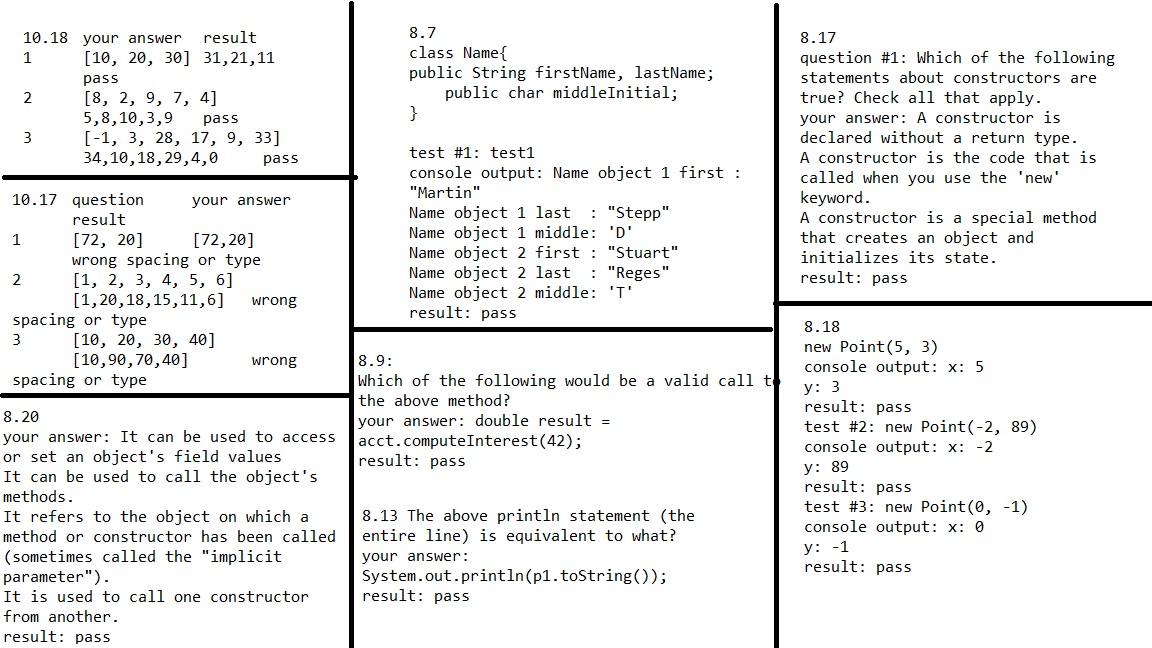 10.18 your answer result
1 [10, 20, 30] 31,21,11
pass
2 [8, 2, 9, 7, 4]
5,8,10,3,9 pass
3 [-1, 3, 28, 17, 9, 33]
34,10,18,29,4,0 pass
10.17 question your answer
result
1 [72, 20] [72,20]
wrong spacing or type
2 [1, 2, 3, 4, 5, 6]
[1,20,18,15,11,6] wrong
spacing or type
3 [10, 20, 30, 40]
[10,90,70,40] wrong
spacing or type
8.20
your answer: It can be used to access
or set an object's field values
It can be used to call the object's
methods.
It refers to the object on which a
method or constructor has been called
(sometimes called the "implicit
parameter").
It is used to call one constructor
from another.
result: pass
8.7
class Name{
public String firstName, lastName;
public char middleInitial;
}
test #1: test1
console output: Name object 1 first :
"Martin"
Name object 1 last : "Stepp"
Name object 1 middle: 'D'
Name object 2 first : "Stuart"
Name object 2 last : "Reges"
Name object 2 middle: 'T'
result: pass
8.9:
Which of the following would be a valid call to
the above method?
your answer: double result =
acct.computeInterest(42);
result: pass
8.13 The above println statement (the
entire line) is equivalent to what?
your answer:
System.out.println(p1.toString());
result: pass
8.17
question #1: Which of the following
statements about constructors are
true? Check all that apply.
your answer: A constructor is
declared without a return type.
A constructor is the code that is
called when you use the 'new'
keyword.
A constructor is a special method
that creates an object and
initializes its state.
result: pass
8.18
new Point(5, 3)
console output: x: 5
y: 3
result: pass
test #2: new Point(-2, 89)
console output: x: -2
y: 89
result: pass
test #3: new Point(0, -1)
console output: x: 0
y: -1
result: pass